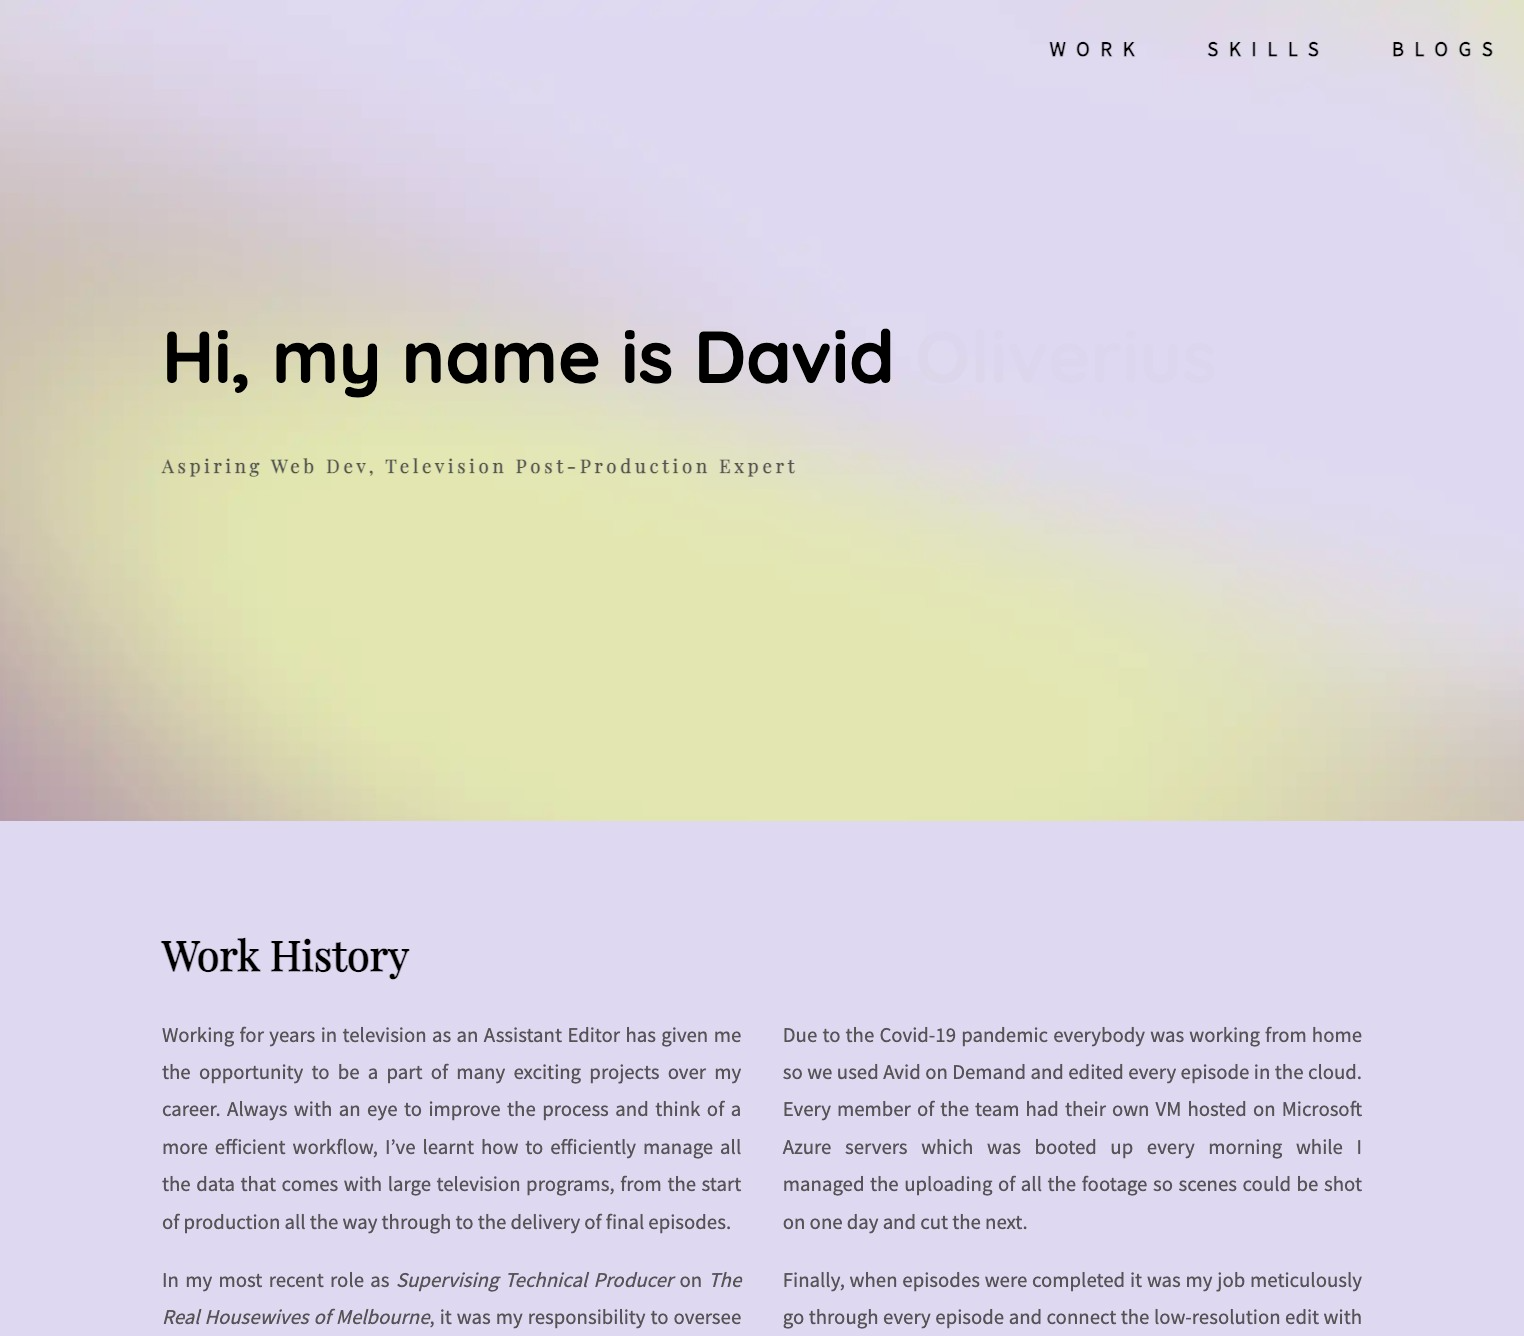 WORK SKILLS BLOGS
Hi, my name is David Oliverius
Aspiring Web Dev, Television Post-Production Expert
Work History
Working for years in television as an Assistant Editor has given me
the opportunity to be a part of many exciting projects over my
career. Always with an eye to improve the process and think of a
more efficient workflow, I’ve learnt how to efficiently manage all
the data that comes with large television programs, from the start
of production all the way through to the delivery of final episodes.
In my most recent role as Supervising Technical Producer on The
Real Housewives of Melbourne, it was my responsibility to oversee
Due to the Covid-19 pandemic everybody was working from home
so we used Avid on Demand and edited every episode in the cloud.
Every member of the team had their own VM hosted on Microsoft
Azure servers which was booted up every morning while I
managed the uploading of all the footage so scenes could be shot
on one day and cut the next.
Finally, when episodes were completed it was my job meticulously
go through every episode and connect the low-resolution edit with